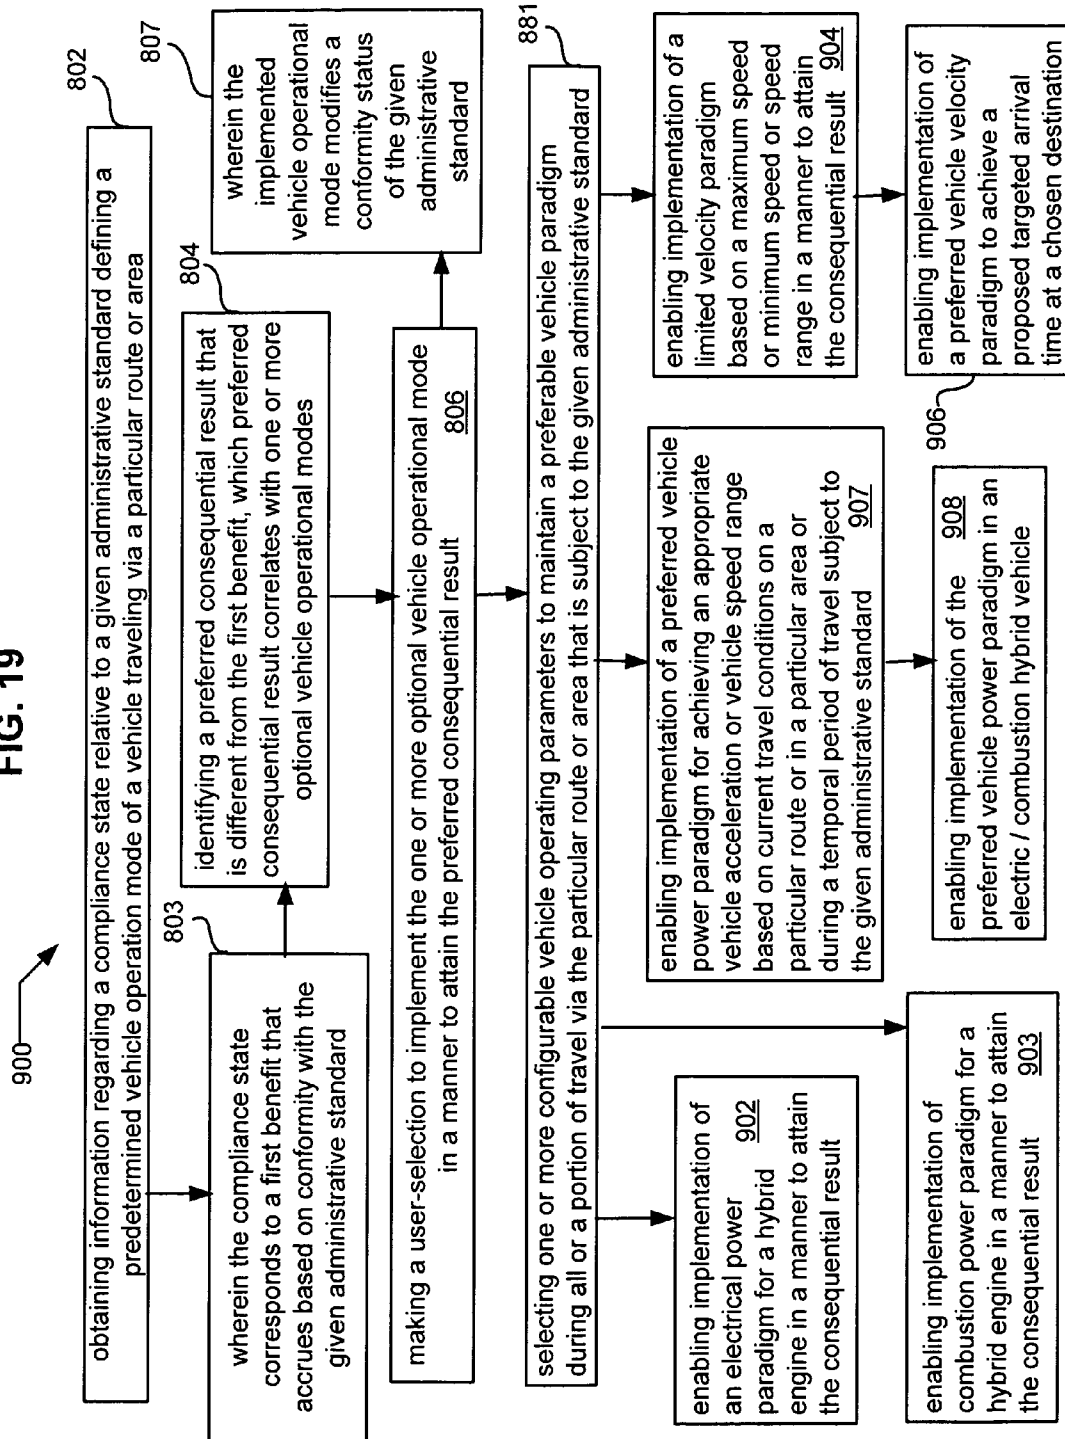 FIG. 19
900
802
obtaining information regarding a compliance state relative to a given administrative standard defining a
predetermined vehicle operation mode of a vehicle traveling via a particular route or area
803
wherein the compliance state
corresponds to a first benefit that
accrues based on conformity with the
given administrative standard
804
identifying a preferred consequential result that
is different from the first benefit, which preferred
consequential result correlates with one or more
optional vehicle operational modes
807
wherein the
implemented
vehicle operational
mode modifies a
conformity status
of the given
administrative
standard
making a user-selection to implement the one or more optional vehicle operational mode
in a manner to attain the preferred consequential result 806
881
selecting one or more configurable vehicle operating parameters to maintain a preferable vehicle paradigm
during all or a portion of travel via the particular route or area that is subject to the given administrative standard
enabling implementation of
an electrical power 902
paradigm for a hybrid
engine in a manner to attain
the consequential result
enabling implementation of
combustion power paradigm for a
hybrid engine in a manner to attain
the consequential result 903
enabling implementation of a preferred vehicle
power paradigm for achieving an appropriate
vehicle acceleration or vehicle speed range
based on current travel conditions on a
particular route or in a particular area or
during a temporal period of travel subject to
the given administrative standard 907
enabling implementation of the 908
preferred vehicle power paradigm in an
electric / combustion hybrid vehicle
enabling implementation of a
limited velocity paradigm
based on a maximum speed
or minimum speed or speed
range in a manner to attain
the consequential result 904
906
enabling implementation of
a preferred vehicle velocity
paradigm to achieve a
proposed targeted arrival
time at a chosen destination